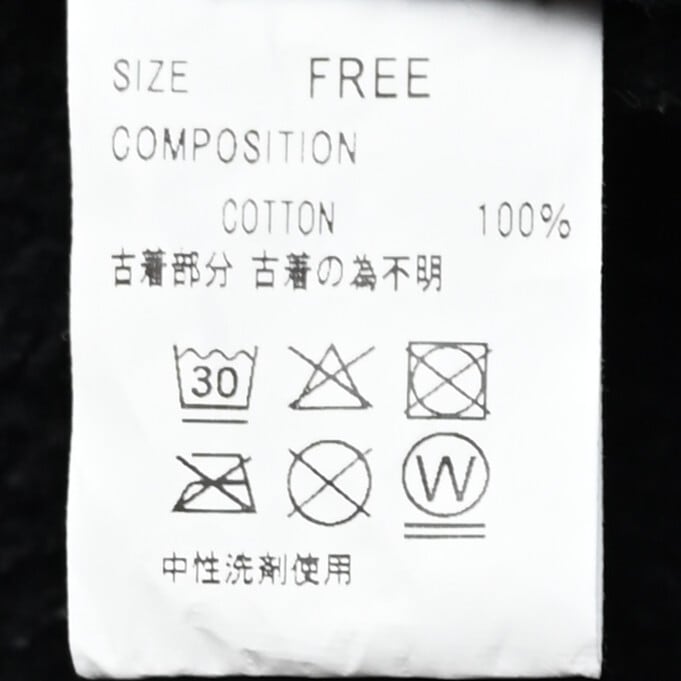 SIZE FREE
COMPOSITION
COTTON 100%
古着部分 古着の為不明
30
W
中性洗剤使用